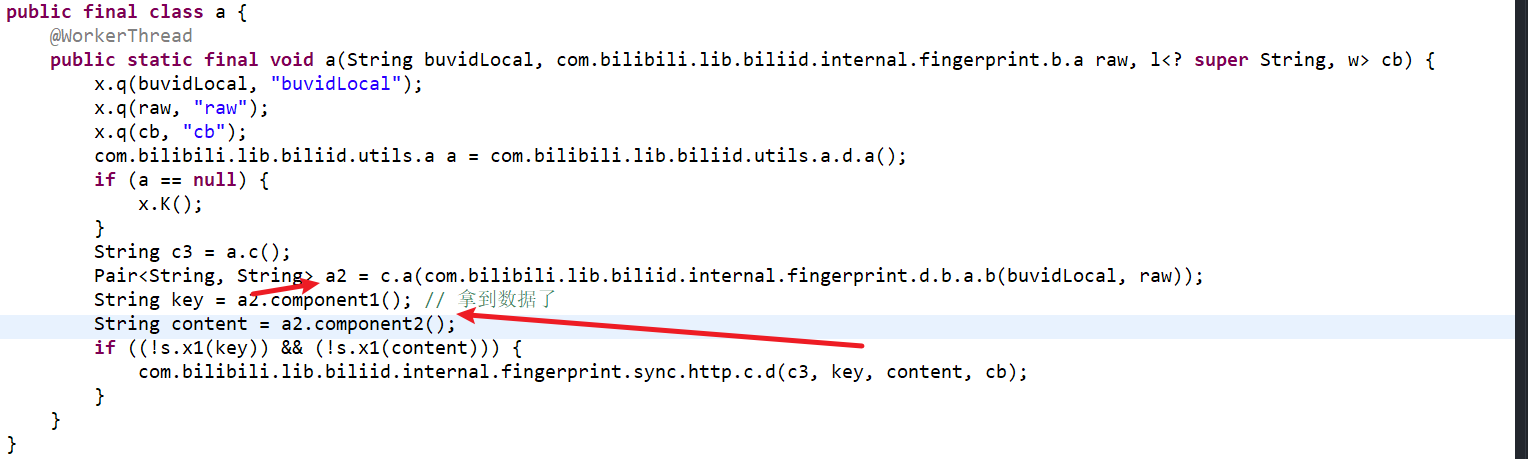 public final class a {
@WorkerThread
public static final void a(String buvidLocal, com.bilibili.lib.biliid.internal.fingerprint.b.a raw, l<? super String, w> cb) {
x.q(buvidLocal, "buvidLocal");
x.q(raw, "raw");
x.q(cb, "cb");
com.bilibili.lib.biliid.utils.a a = com.bilibili.lib.biliid.utils.a.d.a();
if (a == null) {
x.K();
}
String c3 = a.c();
Pair<String, String> a2 = c.a(com.bilibili.lib.biliid.internal.fingerprint.d.b.a.b(buvidLocal, raw));
String key = a2.component1(); // 拿到数据了
String content = a2.component2();
if ((!s.x1(key)) && (!s.x1(content))) {
com.bilibili.lib.biliid.internal.fingerprint.sync.http.c.d(c3, key, content, cb);
}
}
}